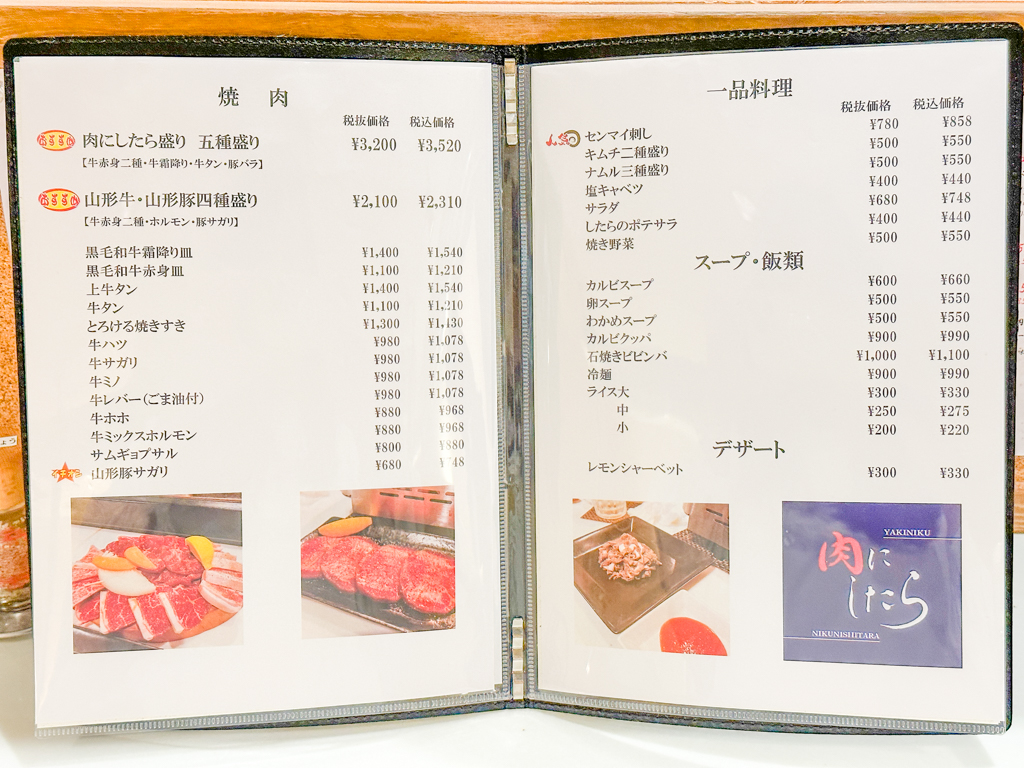 焼 肉
税抜価格 税込価格
おすすめ 肉にしたら盛り 五種盛り ¥3,200 ¥3,520
【牛赤身二種・牛霜降り・牛タン・豚バラ】
おすすめ 山形牛・山形豚四種盛り ¥2,100 ¥2,310
【牛赤身二種・ホルモン・豚サガリ】
黒毛和牛霜降り皿 ¥1,400 ¥1,540
黒毛和牛赤身皿 ¥1,100 ¥1,210
上牛タン ¥1,400 ¥1,540
牛タン ¥1,100 ¥1,210
とろける焼きすき ¥1,300 ¥1,430
牛ハツ ¥980 ¥1,078
牛サガリ ¥980 ¥1,078
牛ミノ ¥980 ¥1,078
牛レバー（ごま油付） ¥980 ¥1,078
牛ホホ ¥880 ¥968
牛ミックスホルモン ¥880 ¥968
サムギョプサル ¥800 ¥880
山形豚サガリ ¥680 ¥748
一品料理
税抜価格 税込価格
センマイ刺し ¥780 ¥858
キムチ二種盛り ¥500 ¥550
ナムル三種盛り ¥500 ¥550
塩キャベツ ¥400 ¥440
サラダ ¥680 ¥748
したらのポテサラ ¥400 ¥440
焼き野菜 ¥500 ¥550
スープ・飯類
カルビスープ ¥600 ¥660
卵スープ ¥500 ¥550
わかめスープ ¥500 ¥550
カルビクッパ ¥900 ¥990
石焼きビビンバ ¥1,000 ¥1,100
冷麺 ¥900 ¥990
ライス大 ¥300 ¥330
中 ¥250 ¥275
小 ¥200 ¥220
デザート
レモンシャーベット ¥300 ¥330
YAKINIKU
肉に
したら
NIKUNISHITARA